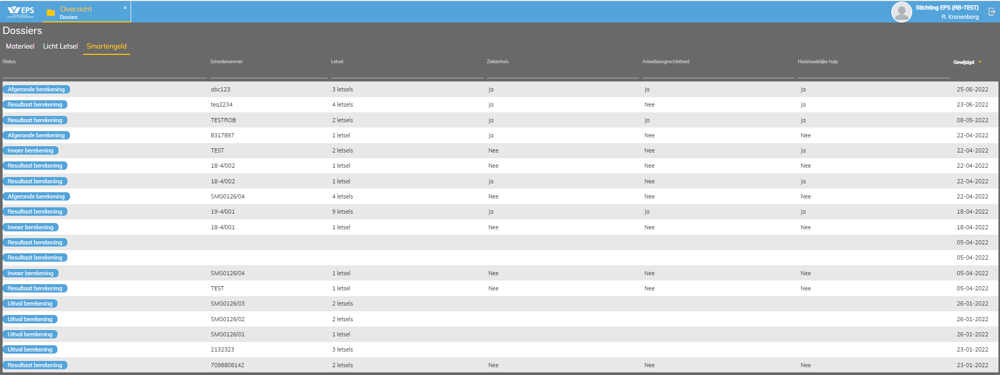 EPS
Overzicht
×
Dossiers
Stichting EPS (RB-TEST)
R. Kranenbarg
Dossiers
Materieel Licht Letsel Smartengeld
Status Schadenummer Letsel Ziekenhuis Arbeidsongeschiktheid Huishoudelijke hulp Gewijzigd
Afgeronde berekening abc123 3 letsels Ja Ja Ja 25-06-2022
Resultaat berekening teq2234 4 letsels Ja Nee Ja 23-06-2022
Resultaat berekening TESTROB 2 letsels Ja Ja Ja 08-05-2022
Afgeronde berekening 8317897 1 letsel Ja Nee Nee 22-04-2022
Invoer berekening TEST 2 letsels Nee Nee Ja 22-04-2022
Resultaat berekening 18-4/002 1 letsel Nee Nee Nee 22-04-2022
Resultaat berekening 18-4/002 1 letsel Ja Nee Ja 22-04-2022
Afgeronde berekening SMG0126/04 4 letsels Nee Nee Nee 22-04-2022
Resultaat berekening 19-4/001 9 letsels Ja Ja Ja 18-04-2022
Invoer berekening 18-4/001 1 letsel Nee Nee Nee 18-04-2022
Resultaat berekening 05-04-2022
Resultaat berekening 05-04-2022
Invoer berekening SMG0126/04 1 letsel Nee Nee Nee 05-04-2022
Resultaat berekening TEST 1 letsel Nee Nee Nee 05-04-2022
Uitval berekening SMG0126/03 2 letsels 26-01-2022
Uitval berekening SMG0126/02 2 letsels 26-01-2022
Uitval berekening SMG0126/01 1 letsel 26-01-2022
Uitval berekening 2132323 3 letsels 23-01-2022
Resultaat berekening 7098808142 2 letsels Nee Nee Nee 23-01-2022